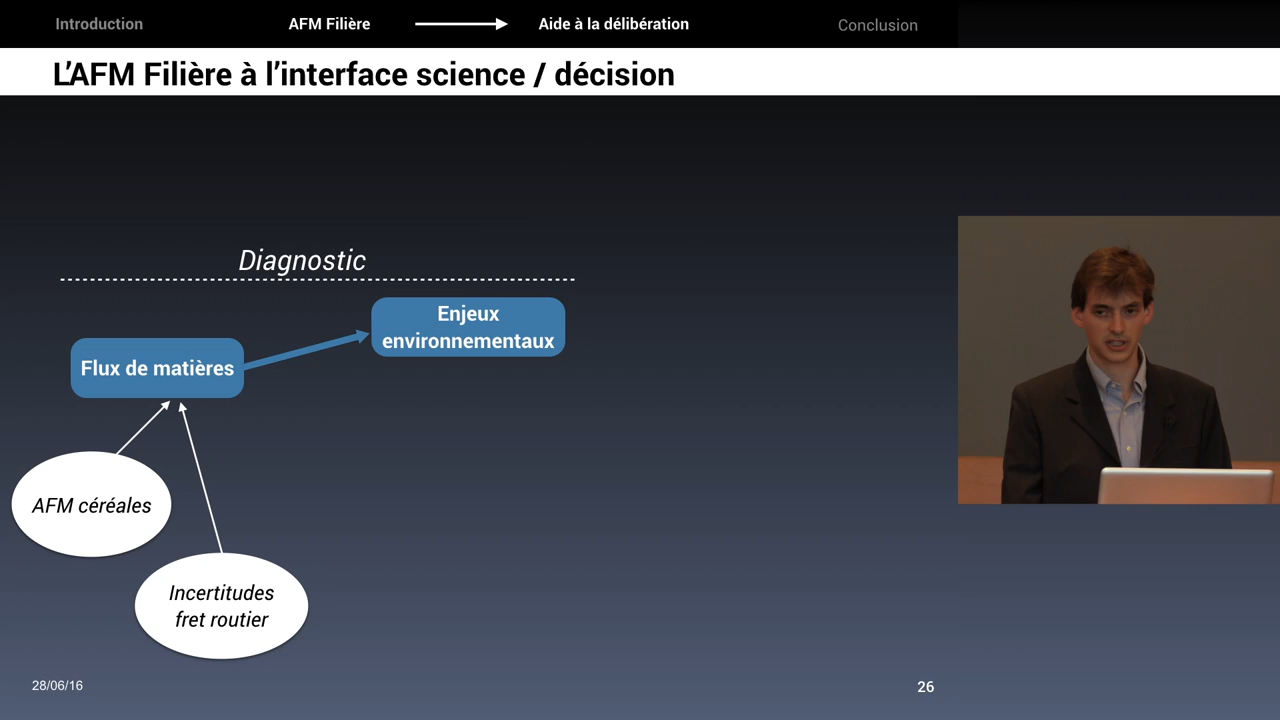 Introduction
AFM Filière
Aide à la délibération
Conclusion
L'AFM Filière à l'interface science / décision
Diagnostic
Enjeux
environnementaux
Flux de matières
AFM céréales
Incertitudes
fret routier
28/06/16
26